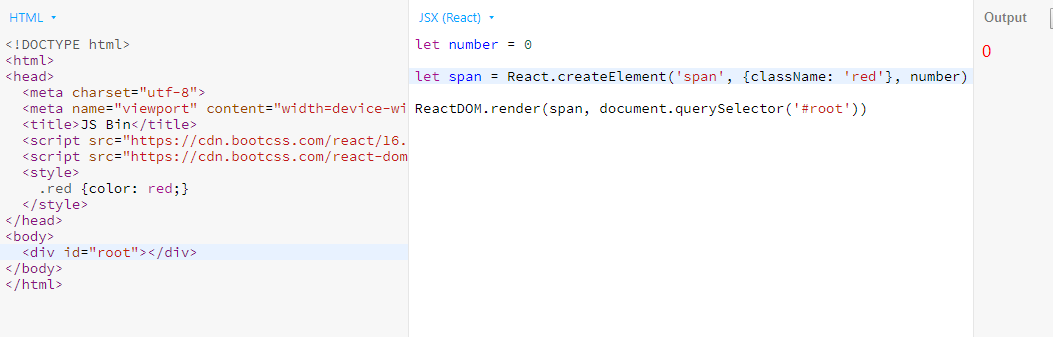 HTML
<!DOCTYPE html>
<html>
<head>
  <meta charset="utf-8">
  <meta name="viewport" content="width=device-wi
  <title>JS Bin</title>
  <script src="https://cdn.bootcss.com/react/16.
  <script src="https://cdn.bootcss.com/react-dom
  <style>
    .red {color: red;}
  </style>
</head>
<body>
  <div id="root"></div>
</body>
</html>
JSX (React)
let number = 0
let span = React.createElement('span', {className: 'red'}, number)
ReactDOM.render(span, document.querySelector('#root'))
Output
0